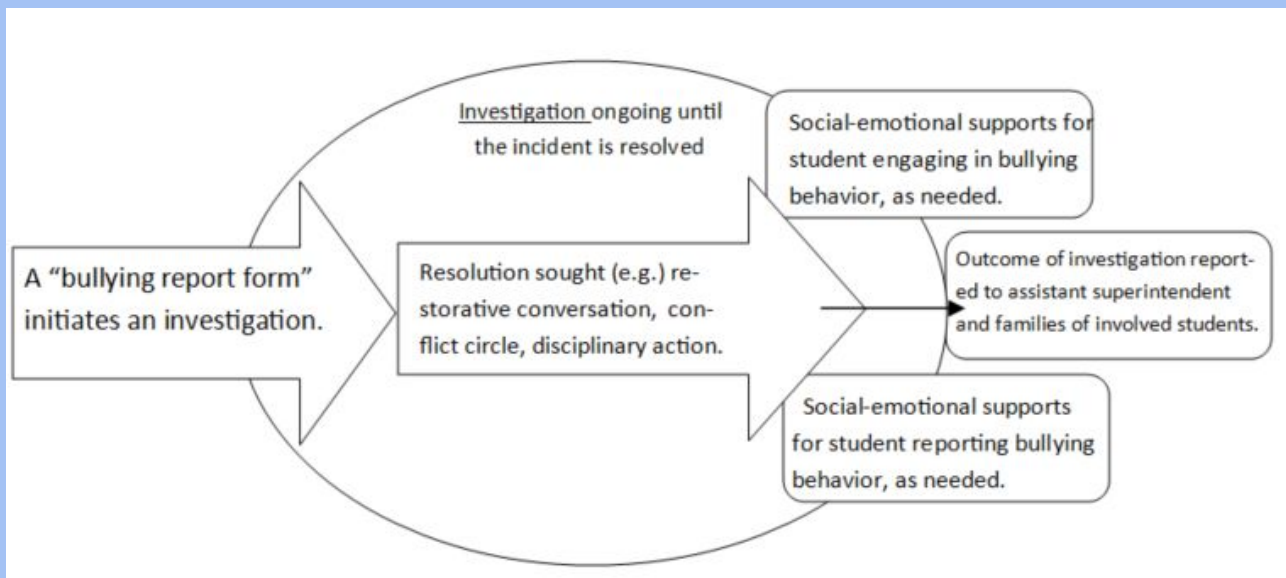 Investigation ongoing until
the incident is resolved
A “bullying report form”
initiates an investigation.
Resolution sought (e.g.) re-
storative conversation, con-
flict circle, disciplinary action.
Social-emotional supports for
student engaging in bullying
behavior, as needed.
Outcome of investigation report-
ed to assistant superintendent
and families of involved students.
Social-emotional supports
for student reporting bullying
behavior, as needed.